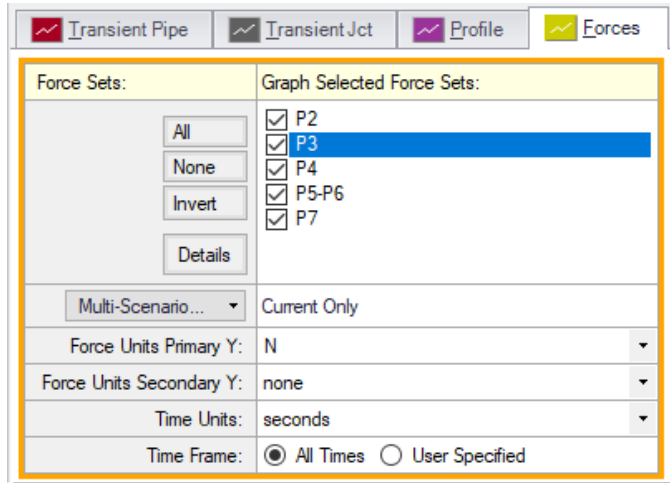 Transient Pipe Transient Jct Profile Forces
Force Sets: Graph Selected Force Sets:
All
None
Invert
Details
P2
P3
P4
P5-P6
P7
Multi-Scenario... Current Only
Force Units Primary Y: N
Force Units Secondary Y: none
Time Units: seconds
Time Frame: All Times User Specified